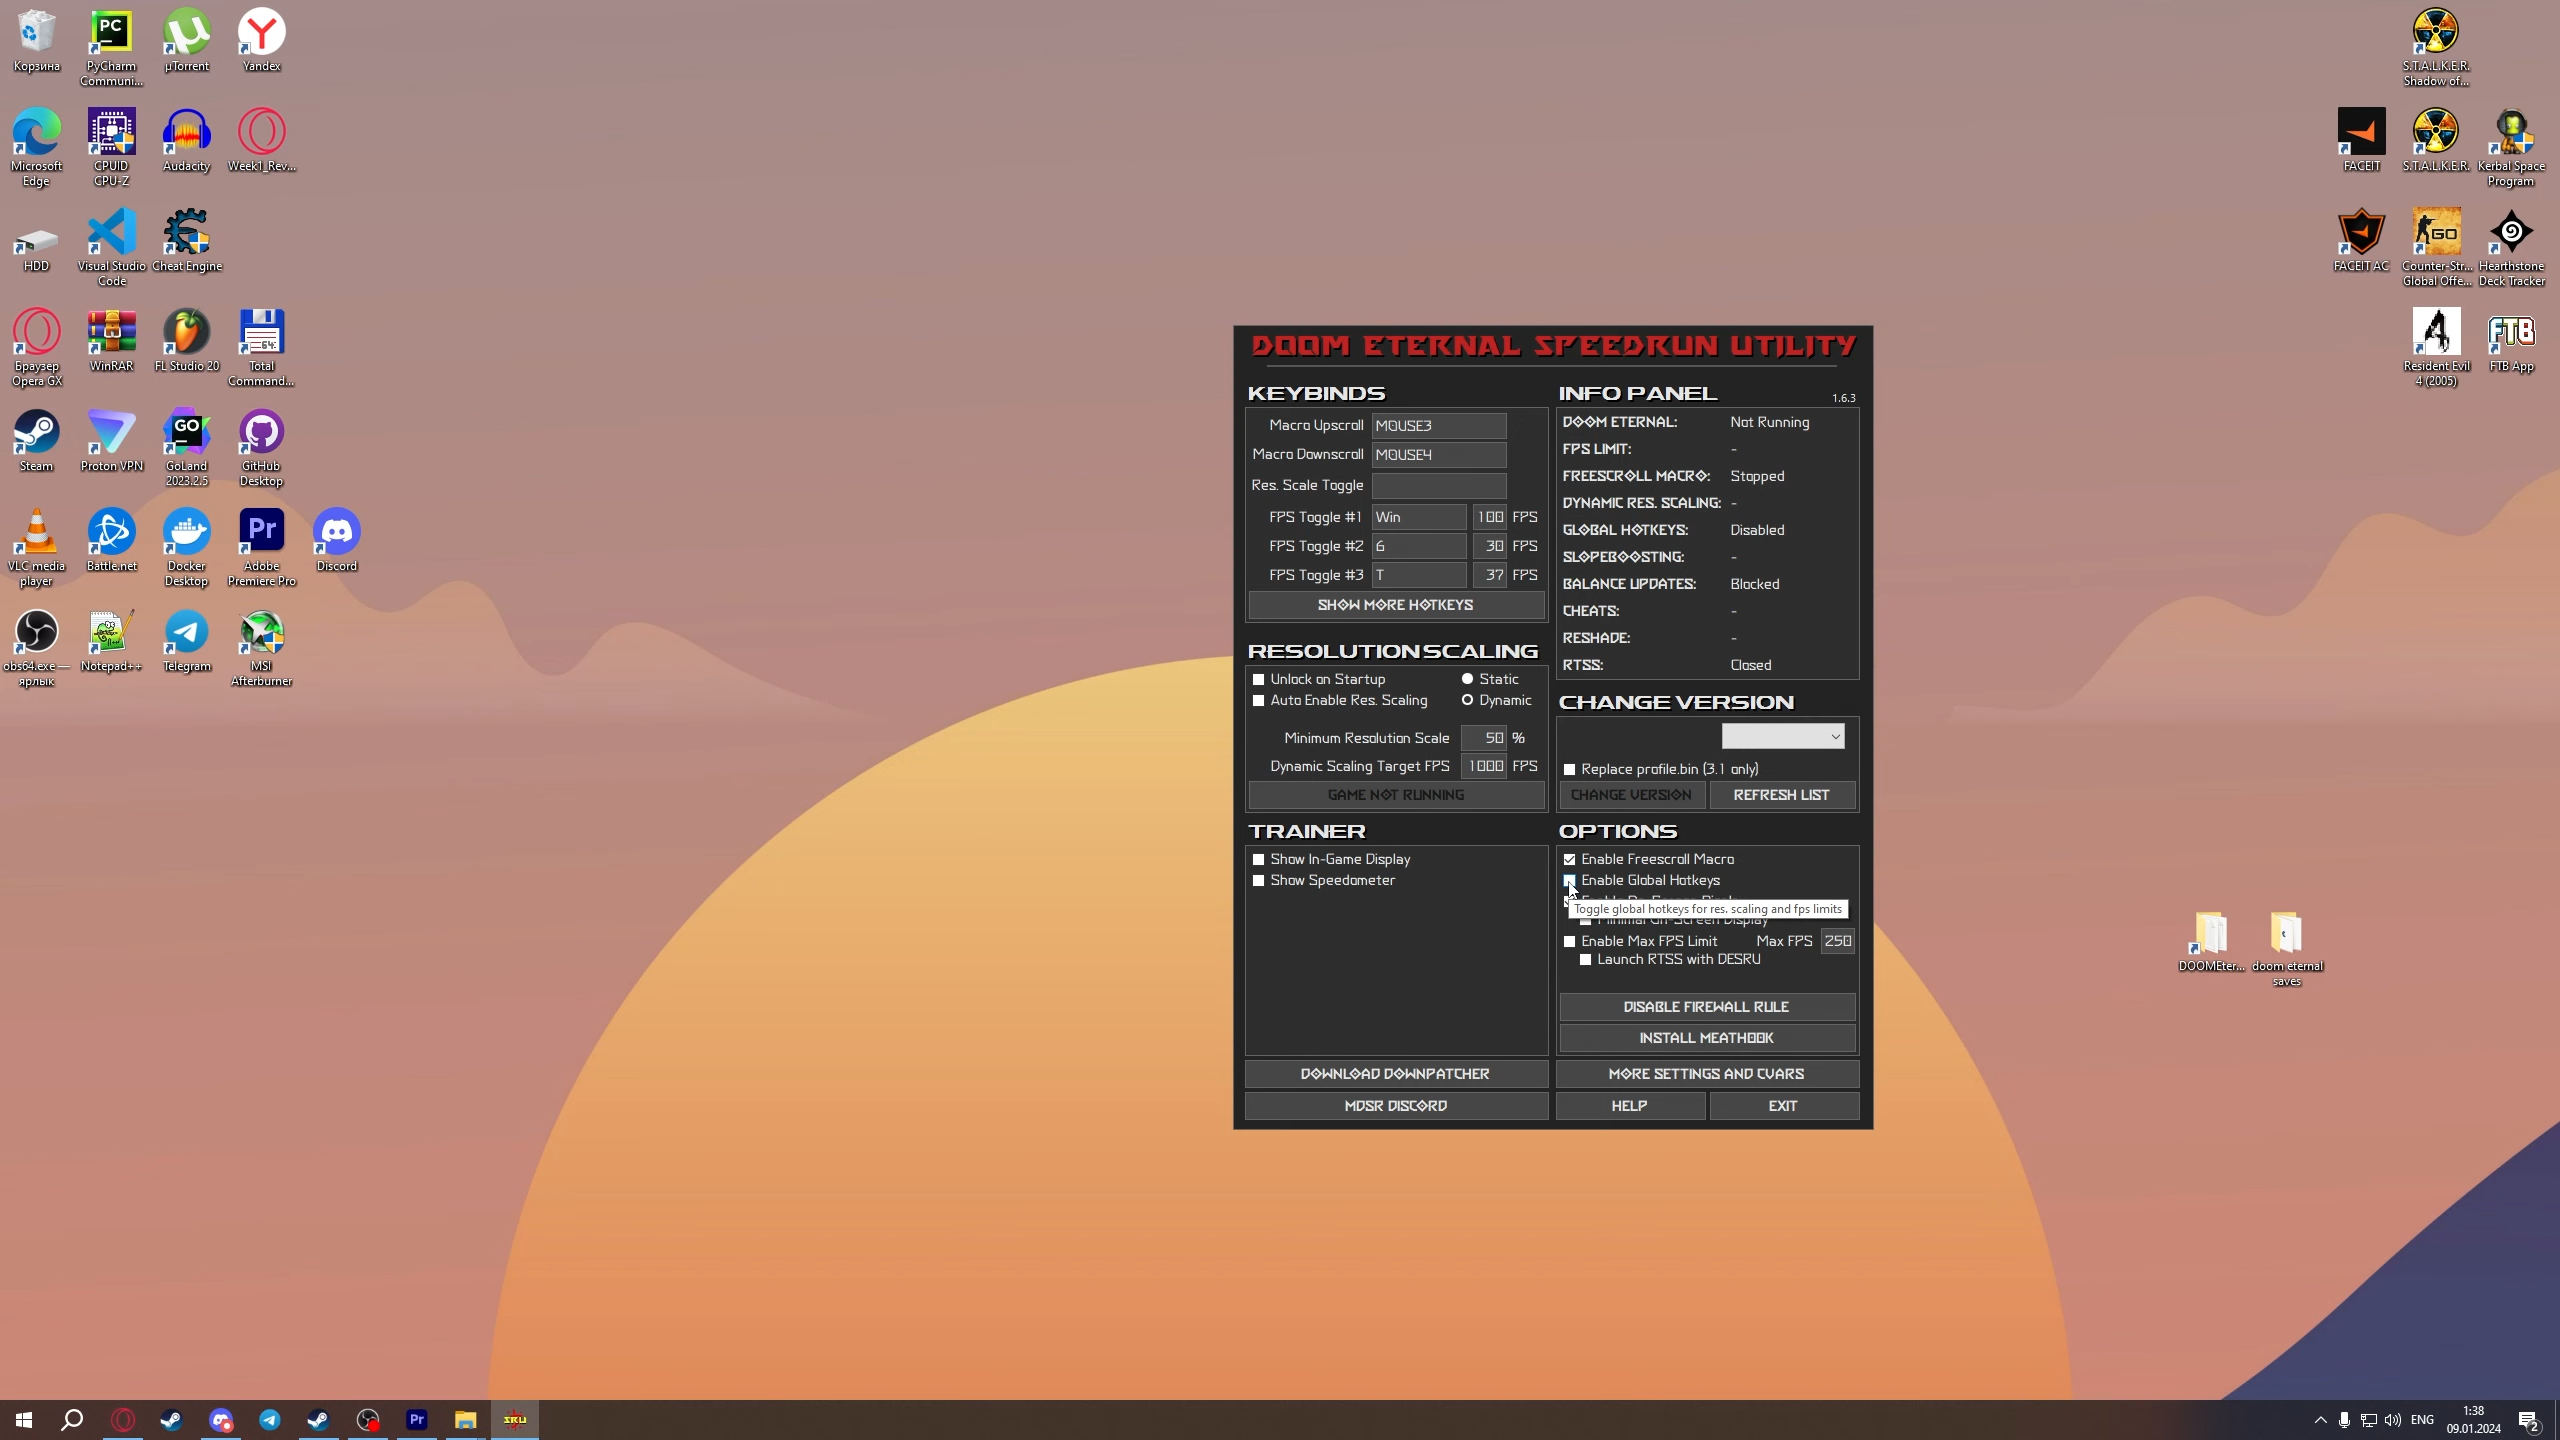 Корзина
PyCharm
Communi...
µTorrent
Yandex
Microsoft
Edge
CPUID
CPU-Z
Audacity
Week1_Rev...
HDD
Visual Studio
Code
Cheat Engine
Браузер
Opera GX
WinRAR
FL Studio 20
Total
Command...
Steam
Proton VPN
GoLand
2023.2.5
GitHub
Desktop
VLC media
player
Battle.net
Docker
Desktop
Adobe
Premiere Pro
Discord
obs64.exe —
ярлык
Notepad++
Telegram
MSI
Afterburner
S.T.A.L.K.E.R.
Shadow of...
FACEIT
S.T.A.L.K.E.R.
Kerbal Space
Program
FACEIT AC
Counter-Str...
Global Offe...
Hearthstone
Deck Tracker
Resident Evil
4 (2005)
FTB App
DOOMEter...
doom eternal
saves
DOOM ETERNAL SPEEDRUN UTILITY
KEYBINDS
Macro Upscroll MOUSE3
Macro Downscroll MOUSE4
Res. Scale Toggle
FPS Toggle #1 Win 100 FPS
FPS Toggle #2 6 30 FPS
FPS Toggle #3 T 37 FPS
SHOW MORE HOTKEYS
RESOLUTION SCALING
Unlock on Startup Static
Auto Enable Res. Scaling Dynamic
Minimum Resolution Scale 50 %
Dynamic Scaling Target FPS 1000 FPS
GAME NOT RUNNING
TRAINER
Show In-Game Display
Show Speedometer
DOWNLOAD DOWNPATCHER
MDSR DISCORD
INFO PANEL 1.6.3
DOOM ETERNAL: Not Running
FPS LIMIT: -
FREESCROLL MACRO: Stopped
DYNAMIC RES. SCALING: -
GLOBAL HOTKEYS: Disabled
SLOPEBOOSTING: -
BALANCE UPDATES: Blocked
CHEATS: -
RESHADE: -
RTSS: Closed
CHANGE VERSION
Replace profile.bin (3.1 only)
CHANGE VERSION REFRESH LIST
OPTIONS
Enable Freescroll Macro
Enable Global Hotkeys
Toggle global hotkeys for res. scaling and fps limits
Minimal On-Screen Display
Enable Max FPS Limit Max FPS 250
Launch RTSS with DESRU
DISABLE FIREWALL RULE
INSTALL MEATHOOK
MORE SETTINGS AND CVARS
HELP EXIT
ENG
1:38
09.01.2024
2